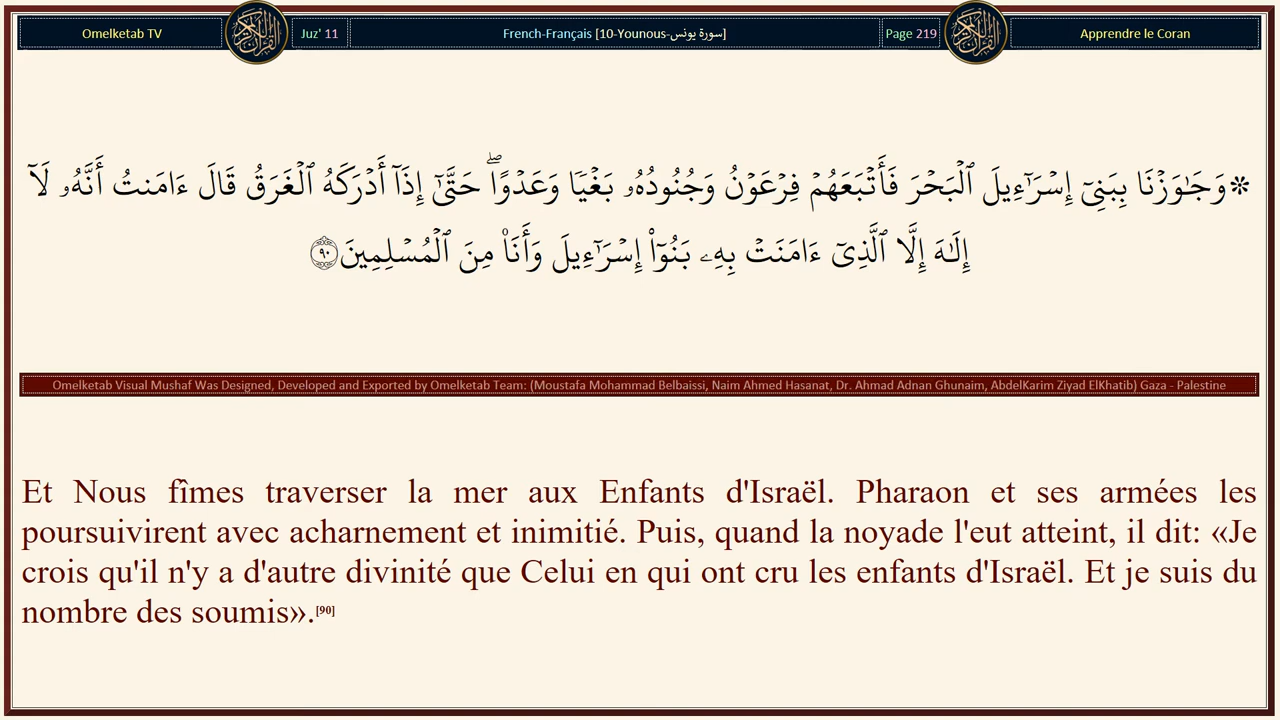 Omelketab TV
Juz' 11
French-Français [10-Younous-سورة يونس]
Page 219
Apprendre le Coran
۞ وَجَٰوَزۡنَا بِبَنِيٓ إِسۡرَٰٓءِيلَ ٱلۡبَحۡرَ فَأَتۡبَعَهُمۡ فِرۡعَوۡنُ وَجُنُودُهُۥ بَغۡيٗا وَعَدۡوًاۖ حَتَّىٰٓ إِذَآ أَدۡرَكَهُ ٱلۡغَرَقُ قَالَ ءَامَنتُ أَنَّهُۥ لَآ
إِلَٰهَ إِلَّا ٱلَّذِيٓ ءَامَنَتۡ بِهِۦ بَنُوٓاْ إِسۡرَٰٓءِيلَ وَأَنَا۠ مِنَ ٱلۡمُسۡلِمِينَ ٩٠
Omelketab Visual Mushaf Was Designed, Developed and Exported by Omelketab Team: (Moustafa Mohammad Belbaissi, Naim Ahmed Hasanat, Dr. Ahmad Adnan Ghunaim, AbdelKarim Ziyad ElKhatib) Gaza - Palestine
Et Nous fîmes traverser la mer aux Enfants d'Israël. Pharaon et ses armées les
poursuivirent avec acharnement et inimitié. Puis, quand la noyade l'eut atteint, il dit: «Je
crois qu'il n'y a d'autre divinité que Celui en qui ont cru les enfants d'Israël. Et je suis du
nombre des soumis».[90]